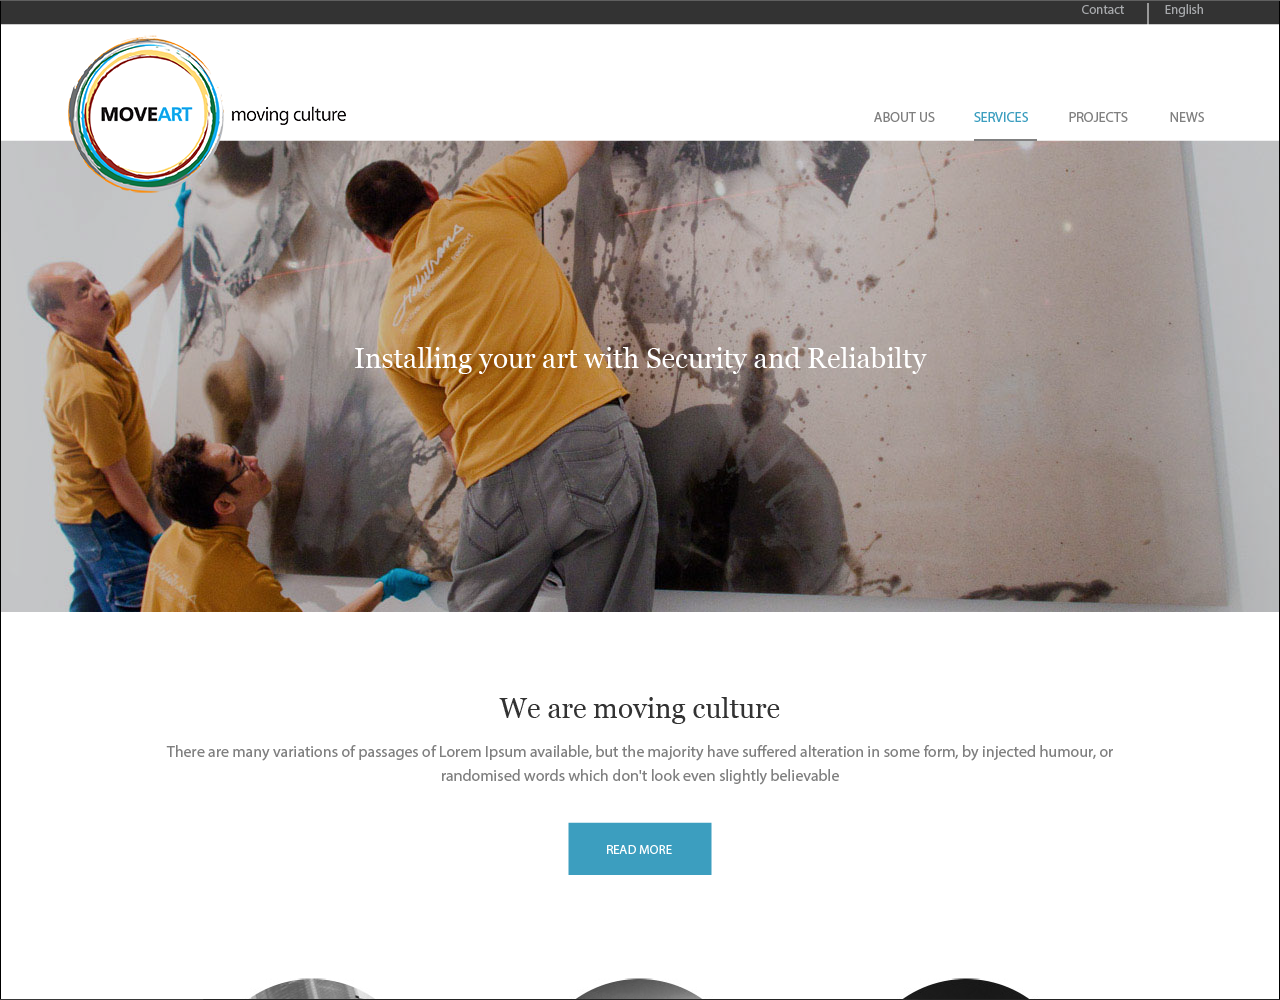 Contact
English
MOVEART
moving culture
ABOUT US
SERVICES
PROJECTS
NEWS
Helutrans
Installing your art with Security and Reliabilty
We are moving culture
There are many variations of passages of Lorem Ipsum available, but the majority have suffered alteration in some form, by injected humour, or
randomised words which don't look even slightly believable
READ MORE